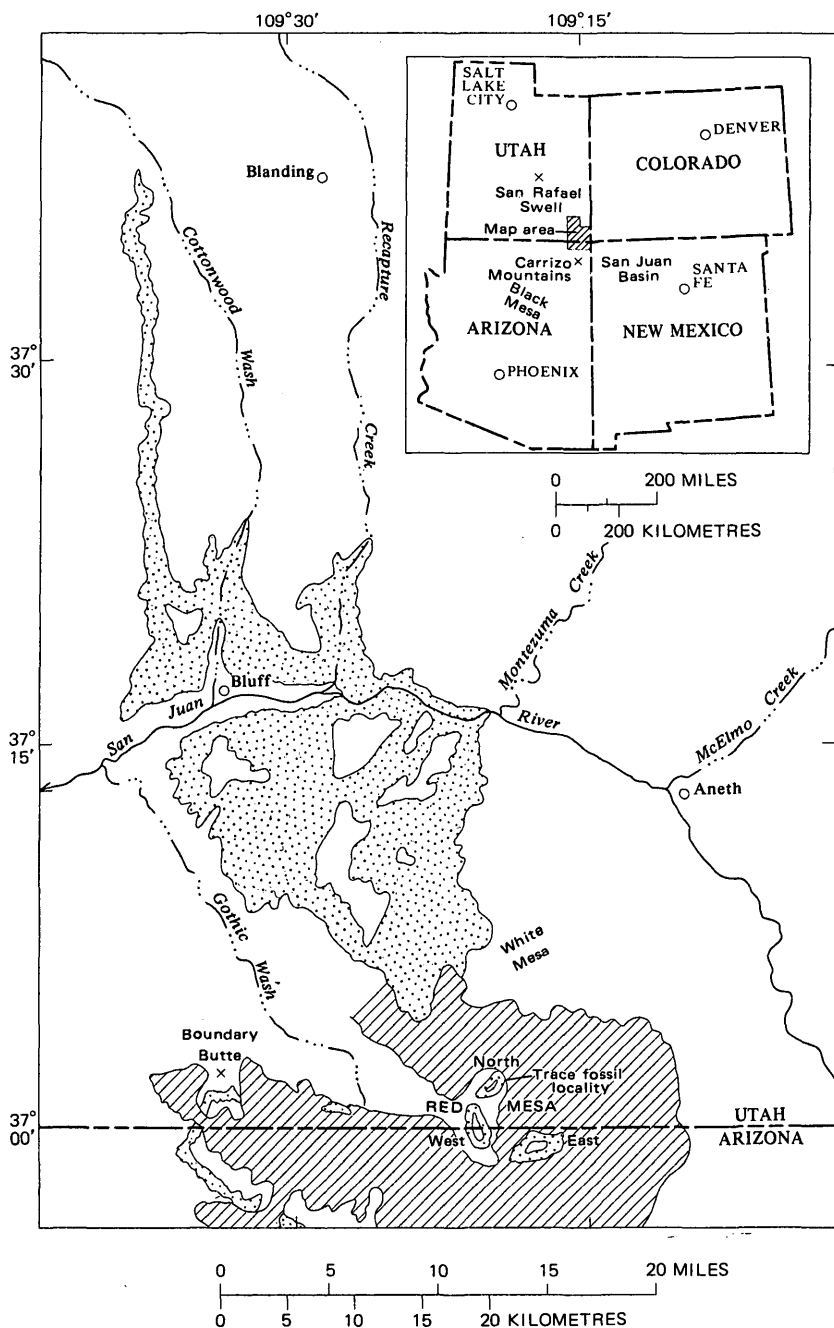 109° 30'
109° 15'
SALT
LAKE
CITY
DENVER
UTAH
COLORADO
San Rafael
Swell
Map area
Carrizo
Mountains
Black
Mesa
San Juan
Basin
SANTA
FE
ARIZONA
NEW MEXICO
PHOENIX
0 200 MILES
0 200 KILOMETRES
Blanding
Cottonwood
Wash
Recapture
Creek
37°
30'
Montezuma Creek
McElmo Creek
Bluff
San Juan River
37°
15'
Aneth
Gothic
Wash
White
Mesa
Boundary
Butte
North
Trace fossil
locality
RED MESA
37°
00'
West
East
UTAH
ARIZONA
0 5 10 15 20 MILES
0 5 10 15 20 KILOMETRES